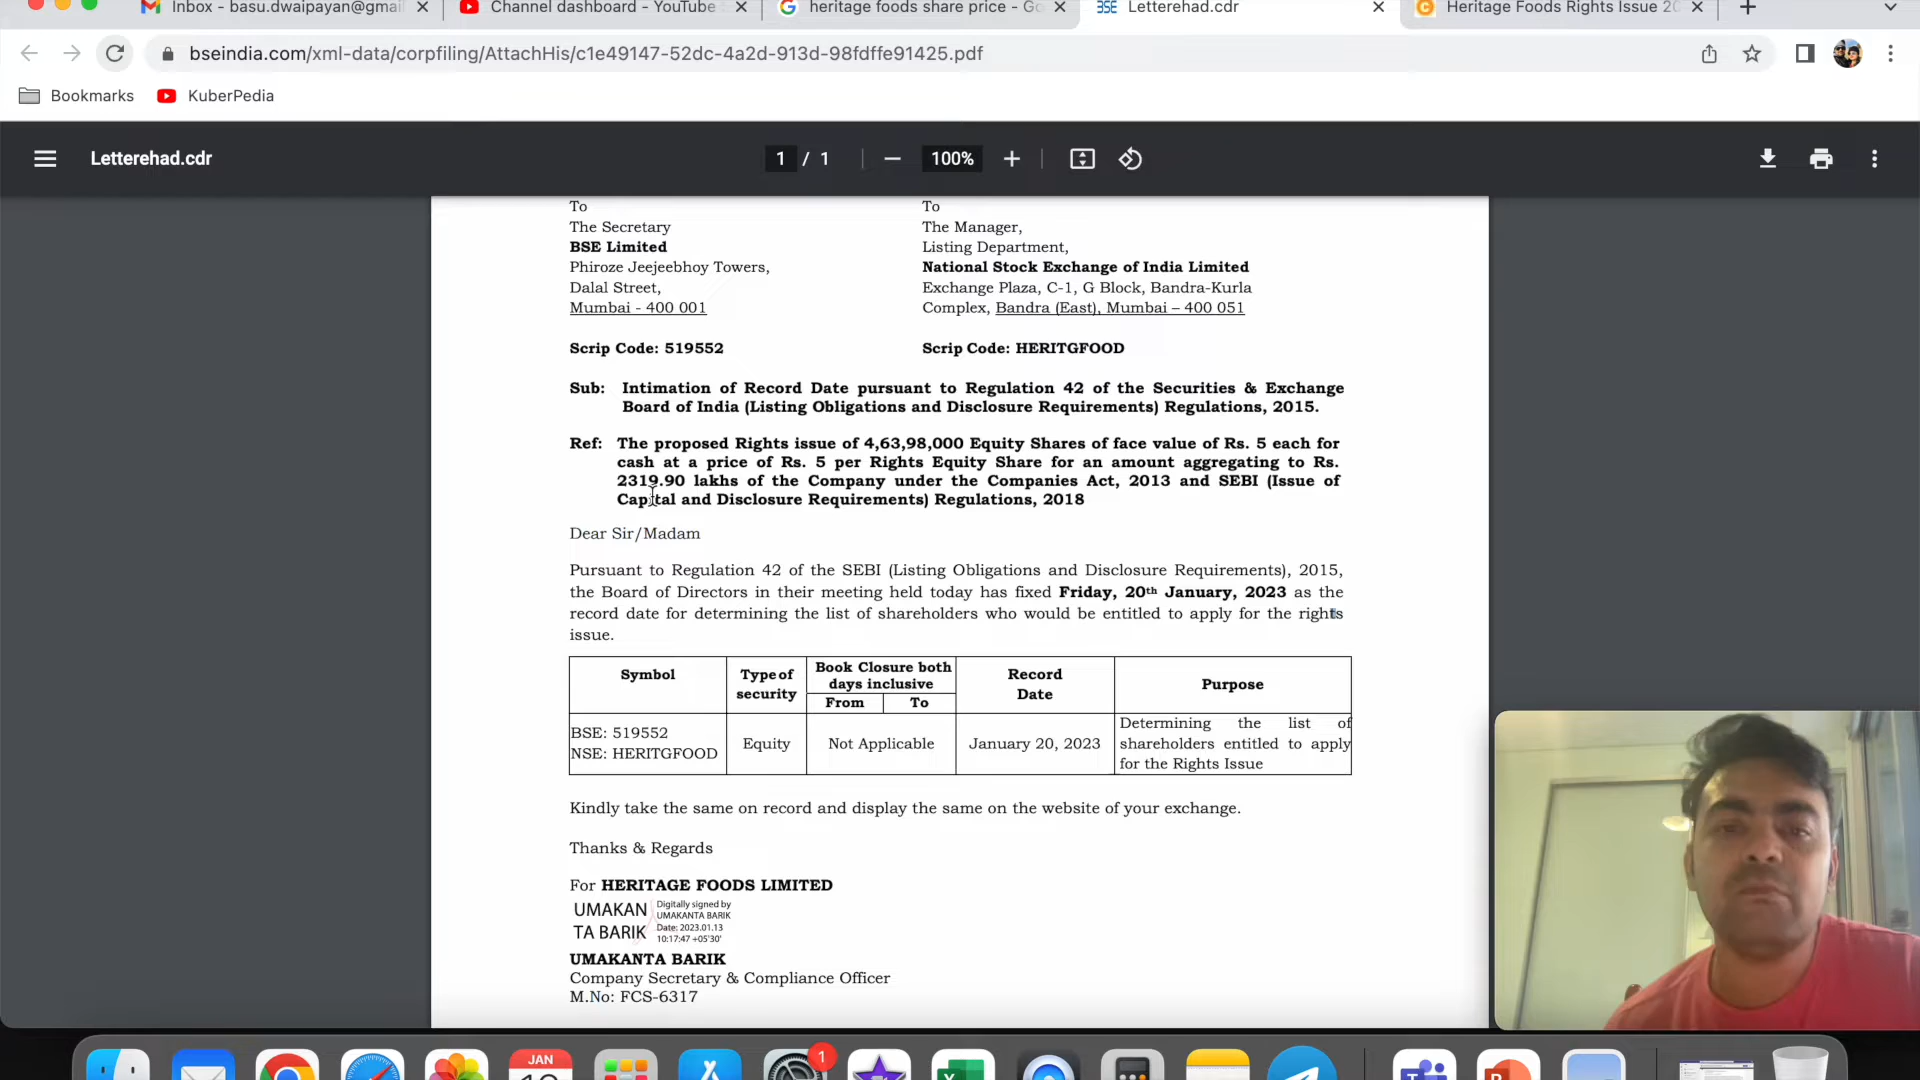 Inbox - basu.dwaipayan@gmai
Channel dashboard - YouTube
heritage foods share price - Go
Letterehad.cdr
Heritage Foods Rights Issue 20
bseindia.com/xml-data/corpfiling/AttachHis/c1e49147-52dc-4a2d-913d-98fdffe91425.pdf
Bookmarks
KuberPedia
Letterehad.cdr
1 / 1
100%
To
The Secretary
BSE Limited
Phiroze Jeejeebhoy Towers,
Dalal Street,
Mumbai - 400 001
To
The Manager,
Listing Department,
National Stock Exchange of India Limited
Exchange Plaza, C-1, G Block, Bandra-Kurla
Complex, Bandra (East), Mumbai – 400 051
Scrip Code: 519552
Scrip Code: HERITGFOOD
Sub: Intimation of Record Date pursuant to Regulation 42 of the Securities & Exchange
Board of India (Listing Obligations and Disclosure Requirements) Regulations, 2015.
Ref: The proposed Rights issue of 4,63,98,000 Equity Shares of face value of Rs. 5 each for
cash at a price of Rs. 5 per Rights Equity Share for an amount aggregating to Rs.
2319.90 lakhs of the Company under the Companies Act, 2013 and SEBI (Issue of
Capital and Disclosure Requirements) Regulations, 2018
Dear Sir/Madam
Pursuant to Regulation 42 of the SEBI (Listing Obligations and Disclosure Requirements), 2015,
the Board of Directors in their meeting held today has fixed Friday, 20th January, 2023 as the
record date for determining the list of shareholders who would be entitled to apply for the rights
issue.
Symbol
Type of
security
Book Closure both
days inclusive
From
To
Record
Date
Purpose
BSE: 519552
NSE: HERITGFOOD
Equity
Not Applicable
January 20, 2023
Determining the list of
shareholders entitled to apply
for the Rights Issue
Kindly take the same on record and display the same on the website of your exchange.
Thanks & Regards
For HERITAGE FOODS LIMITED
UMAKAN
TA BARIK
Digitally signed by
UMAKANTA BARIK
Date: 2023.01.13
10:17:47 +05'30'
UMAKANTA BARIK
Company Secretary & Compliance Officer
M.No: FCS-6317
JAN
1